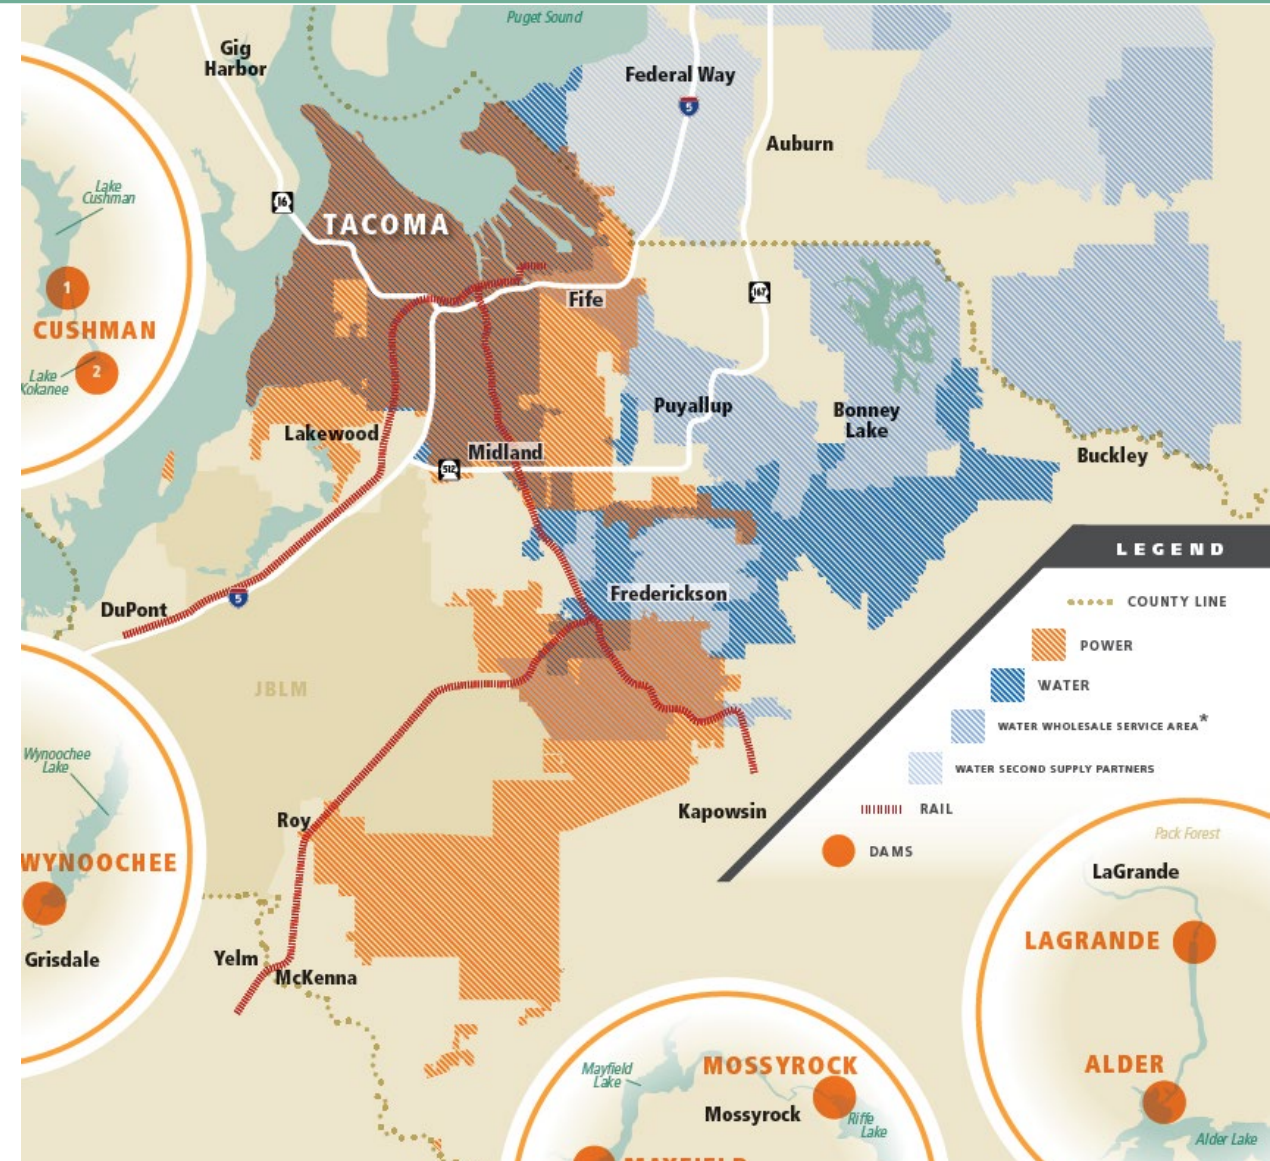 Puget Sound
Gig
Harbor
Federal Way
5
Auburn
Lake
Cushman
16
TACOMA
1
CUSHMAN
2
Lake
Kokanee
167
Fife
Puyallup
Bonney
Lake
Lakewood
Midland
512
Buckley
LEGEND
COUNTY LINE
POWER
WATER
WATER WHOLESALE SERVICE AREA*
WATER SECOND SUPPLY PARTNERS
RAIL
DAMS
DuPont
5
Frederickson
JBLM
Wynoochee
Lake
WYNOOCHEE
Grisdale
Roy
Kapowsin
Yelm
McKenna
Pack Forest
LaGrande
LAGRANDE
ALDER
Alder Lake
Mayfield
Lake
MOSSYROCK
Mossyrock
Riffe
Lake
MAYFIELD